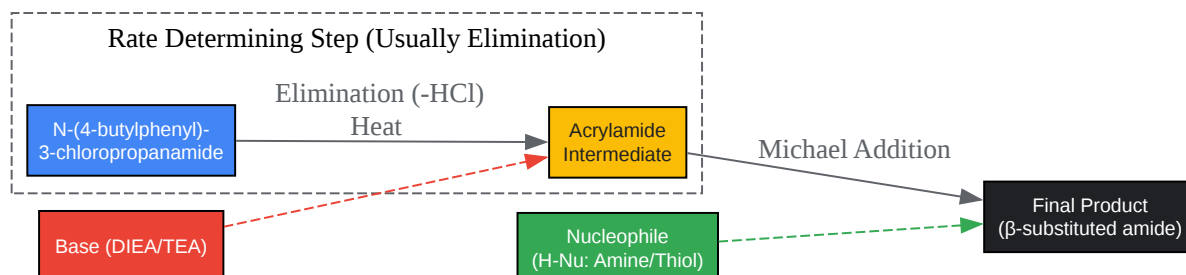 Rate Determining Step (Usually Elimination)
Elimination (-HCl)
Heat
N-(4-butylphenyl)-
3-chloropropanamide
Acrylamide
Intermediate
Michael Addition
Final Product
(β-substituted amide)
Base (DIEA/TEA)
Nucleophile
(H-Nu: Amine/Thiol)